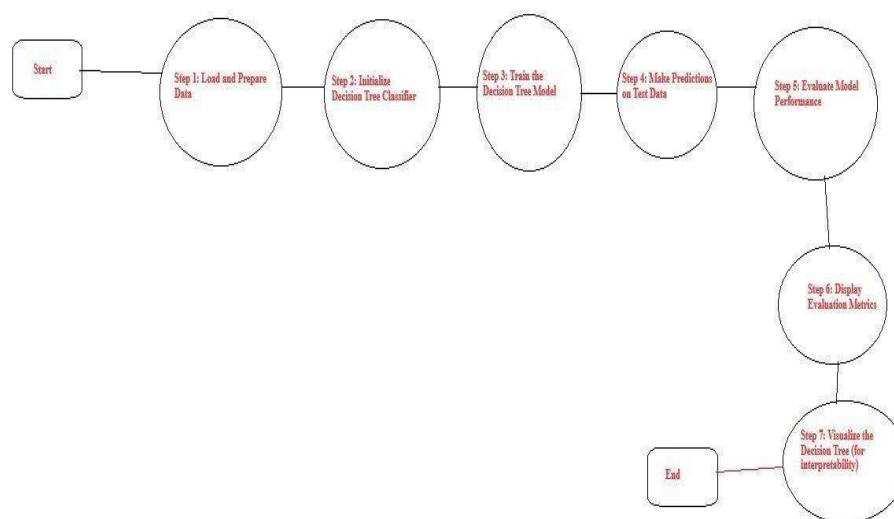 Start
Step 1: Load and Prepare
Data
Step 2: Initialize
Decision Tree Classifier
Step 3: Train the
Decision Tree Model
Step 4: Make Predictions
on Test Data
Step 5: Evaluate Model
Performance
Step 6: Display
Evaluation Metrics
Step 7: Visualize the
Decision Tree (for
interpretability)
End